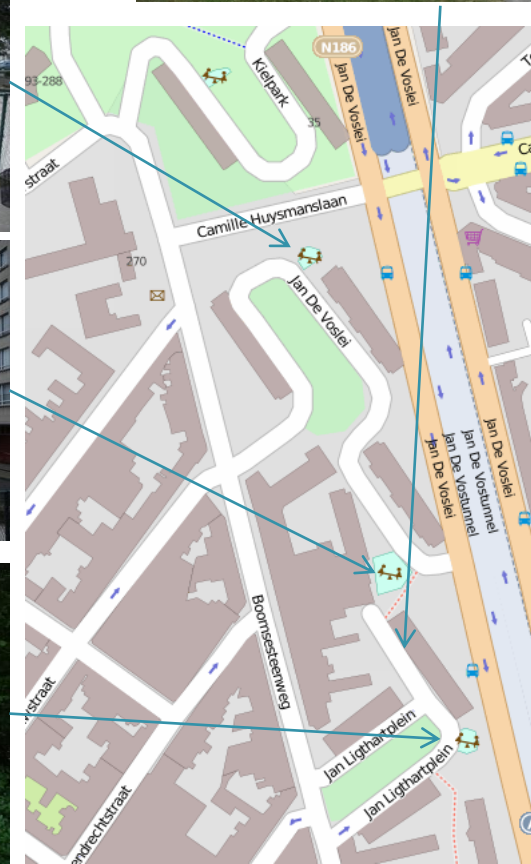 N186
Jan De Voslei
Jan De Voslei
Kielpark
93-288
35
straat
Camille Huysmanslaan
270
Jan De Voslei
Jan De Voslei
Jan De Vostunnel
Jan De Vostunnel
Jan De Voslei
Boomsesteenweg
Jan Ligthartplein
Jan Ligthartplein
endrechtstraat